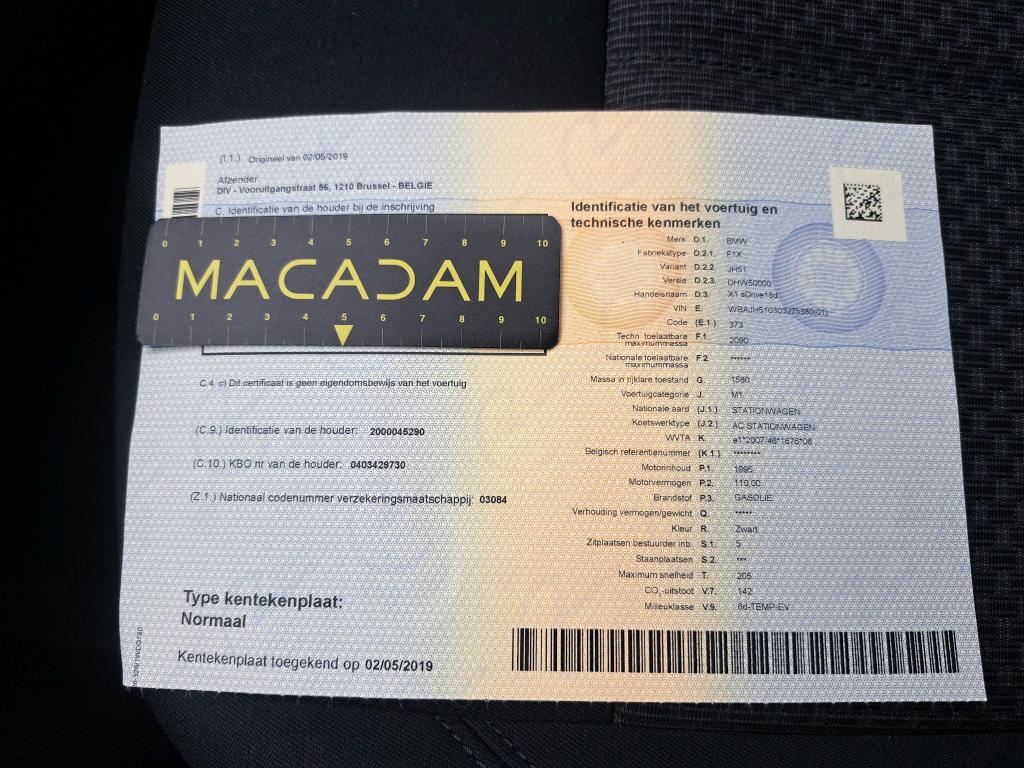 (I.1.) Origineel van 02/05/2019
Afzender
DIV - Vooruitgangstraat 56, 1210 Brussel - BELGIE
C. Identificatie van de houder bij de inschrijving
0 1 2 3 4 5 6 7 8 9 10
MACADAM
0 1 2 3 4 5 6 7 8 9 10
C.4. c) Dit certificaat is geen eigendomsbewijs van het voertuig
(C.9.) Identificatie van de houder: 2000045290
(C.10.) KBO nr van de houder: 0403429730
(Z.1.) Nationaal codenummer verzekeringsmaatschappij: 03084
Type kentekenplaat:
Normaal
Kentekenplaat toegekend op 02/05/2019
Identificatie van het voertuig en
technische kenmerken
Merk D.1. BMW
Fabriekstype D.2.1. F1X
Variant D.2.2. JH51
Versie D.2.3. DHW50000
Handelsnaam D.3. X1 sDrive18d
VIN E.
Code (E.1.) 373
Techn. toelaatbare maximummassa F.1. 2090
Nationale toelaatbare maximummassa F.2. ******
Massa in rijklare toestand G. 1580
Voertuigcategorie J. M1
Nationale aard (J.1.) STATIONWAGEN
Koetswerktype (J.2.) AC STATIONWAGEN
WVTA K. e1*2007/46*1676*06
Belgisch referentienummer (K.1.) ********
Motorinhoud P.1. 1995
Motorvermogen P.2. 110,00
Brandstof P.3. GASOLIE
Verhouding vermogen/gewicht Q. *****
Kleur R. Zwart
Zitplaatsen bestuurder inb. S.1. 5
Staanplaatsen S.2. ***
Maximum snelheid T. 205
CO₂-uitstoot V.7. 142
Milieuklasse V.9. 6d-TEMP-EV